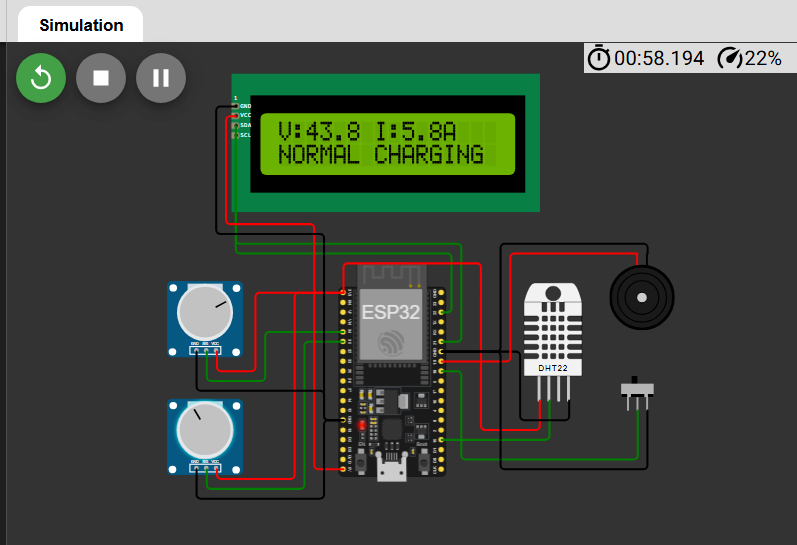 Simulation
00:58.194 22%
1
GND
VCC
SDA
SCL
V:43.8 I:5.8A
NORMAL CHARGING
ESP32
DHT22
GND SIG VCC
GND SIG VCC